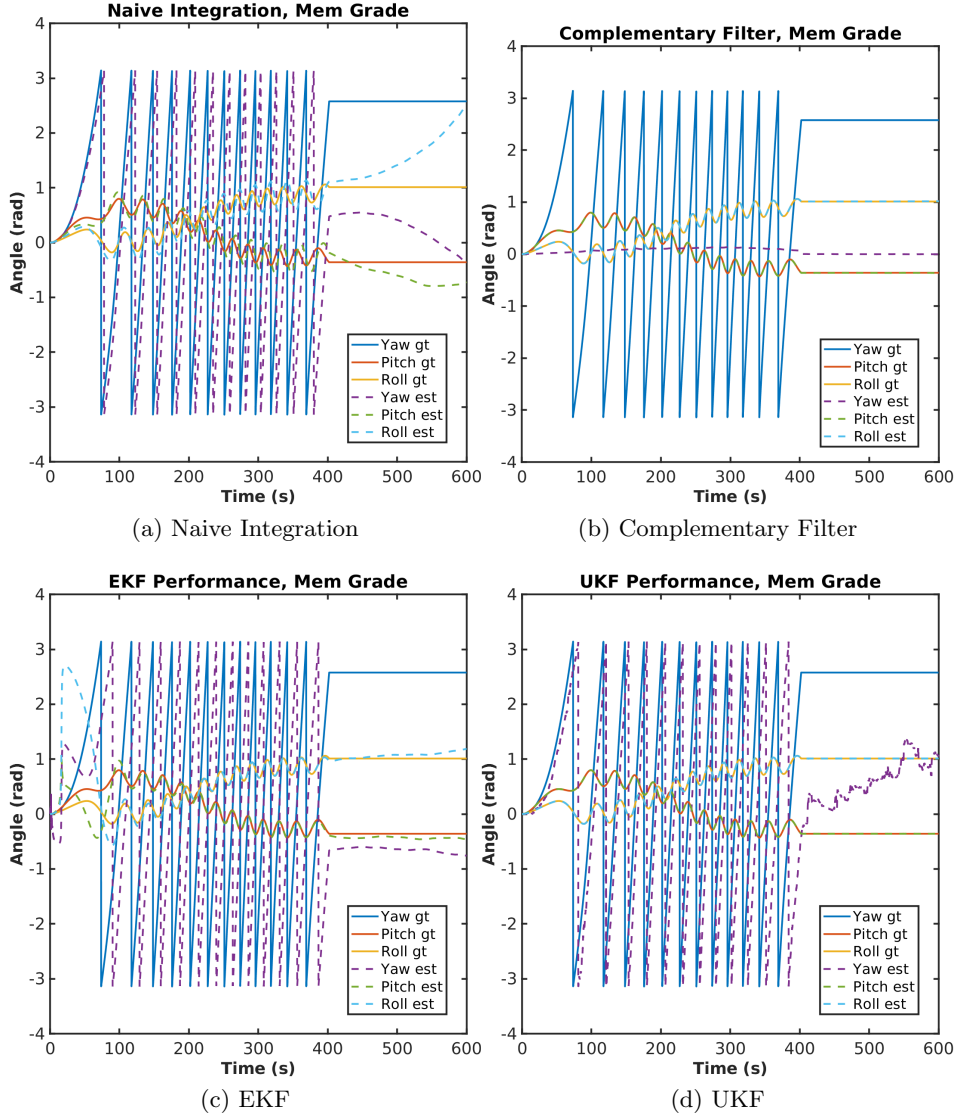 Naive Integration, Mem Grade
Angle (rad)
4
3
2
1
0
-1
-2
-3
-4
Yaw gt
Pitch gt
Roll gt
Yaw est
Pitch est
Roll est
0 100 200 300 400 500 600
Time (s)
(a) Naive Integration
Complementary Filter, Mem Grade
Angle (rad)
4
3
2
1
0
-1
-2
-3
-4
Yaw gt
Pitch gt
Roll gt
Yaw est
Pitch est
Roll est
0 100 200 300 400 500 600
Time (s)
(b) Complementary Filter
EKF Performance, Mem Grade
Angle (rad)
4
3
2
1
0
-1
-2
-3
-4
Yaw gt
Pitch gt
Roll gt
Yaw est
Pitch est
Roll est
0 100 200 300 400 500 600
Time (s)
(c) EKF
UKF Performance, Mem Grade
Angle (rad)
4
3
2
1
0
-1
-2
-3
-4
Yaw gt
Pitch gt
Roll gt
Yaw est
Pitch est
Roll est
0 100 200 300 400 500 600
Time (s)
(d) UKF